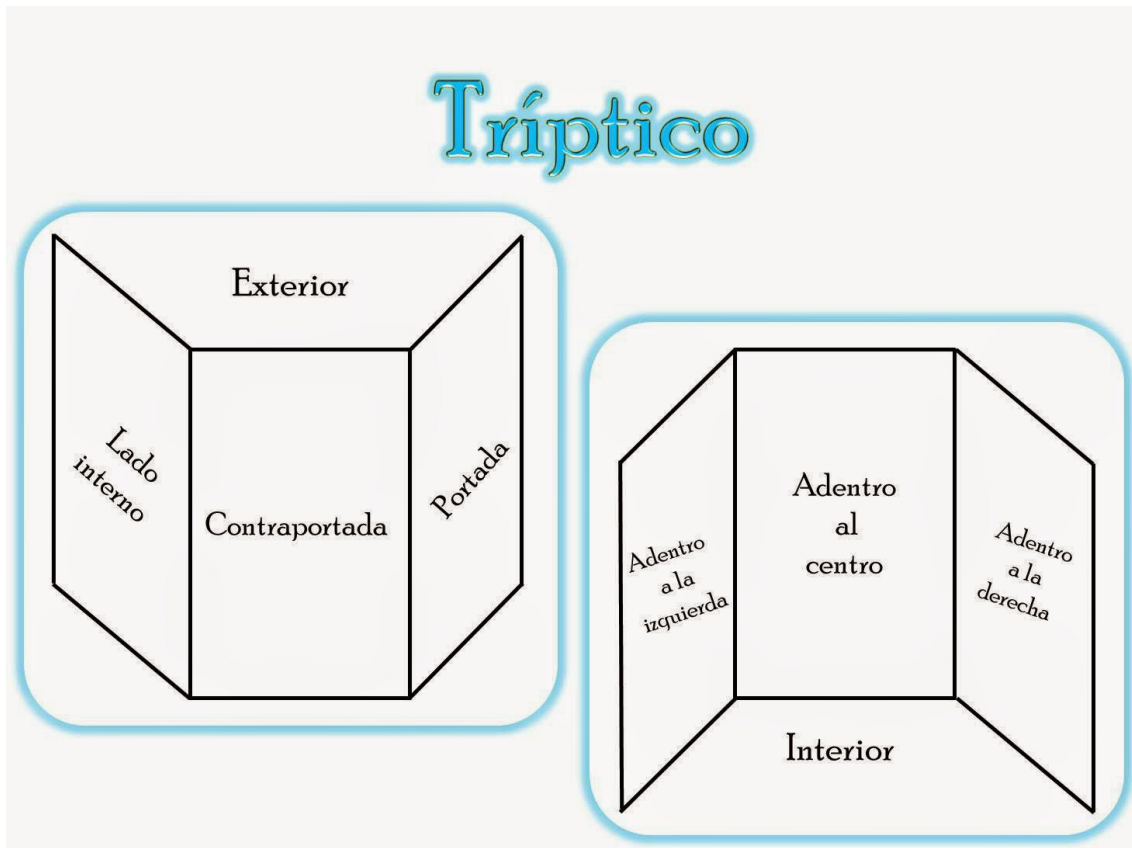 Tríptico
Exterior
Lado
interno
Contraportada
Portada
Adentro
a la
izquierda
Adentro
al
centro
Adentro
a la
derecha
Interior